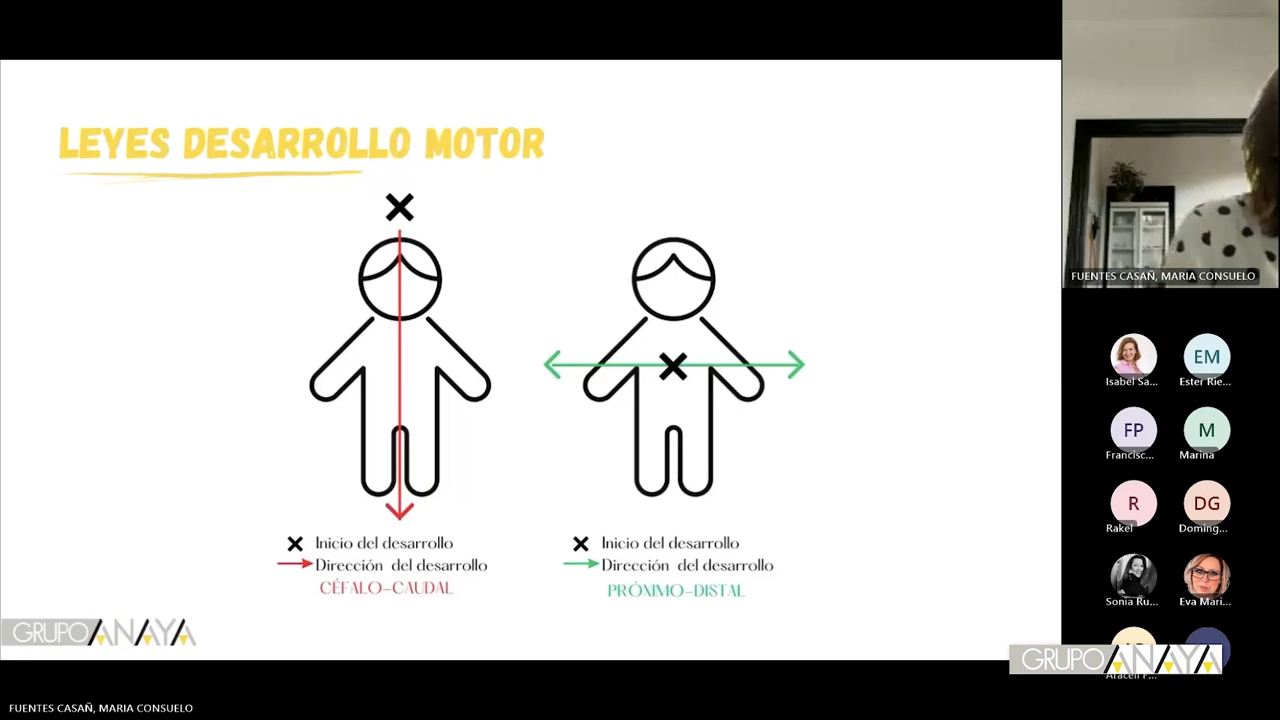 LEYES DESARROLLO MOTOR
Inicio del desarrollo
Dirección del desarrollo
CÉFALO-CAUDAL
Inicio del desarrollo
Dirección del desarrollo
PRÓXIMO-DISTAL
GRUPO ANAYA
FUENTES CASAÑ, MARIA CONSUELO
FUENTES CASAÑ, MARIA CONSUELO
Isabel Sa...
EM
Ester Rie...
FP
Francisc...
M
Marina
R
Rakel
DG
Doming...
Sonia Ru...
Eva Mari...
GRUPO ANAYA